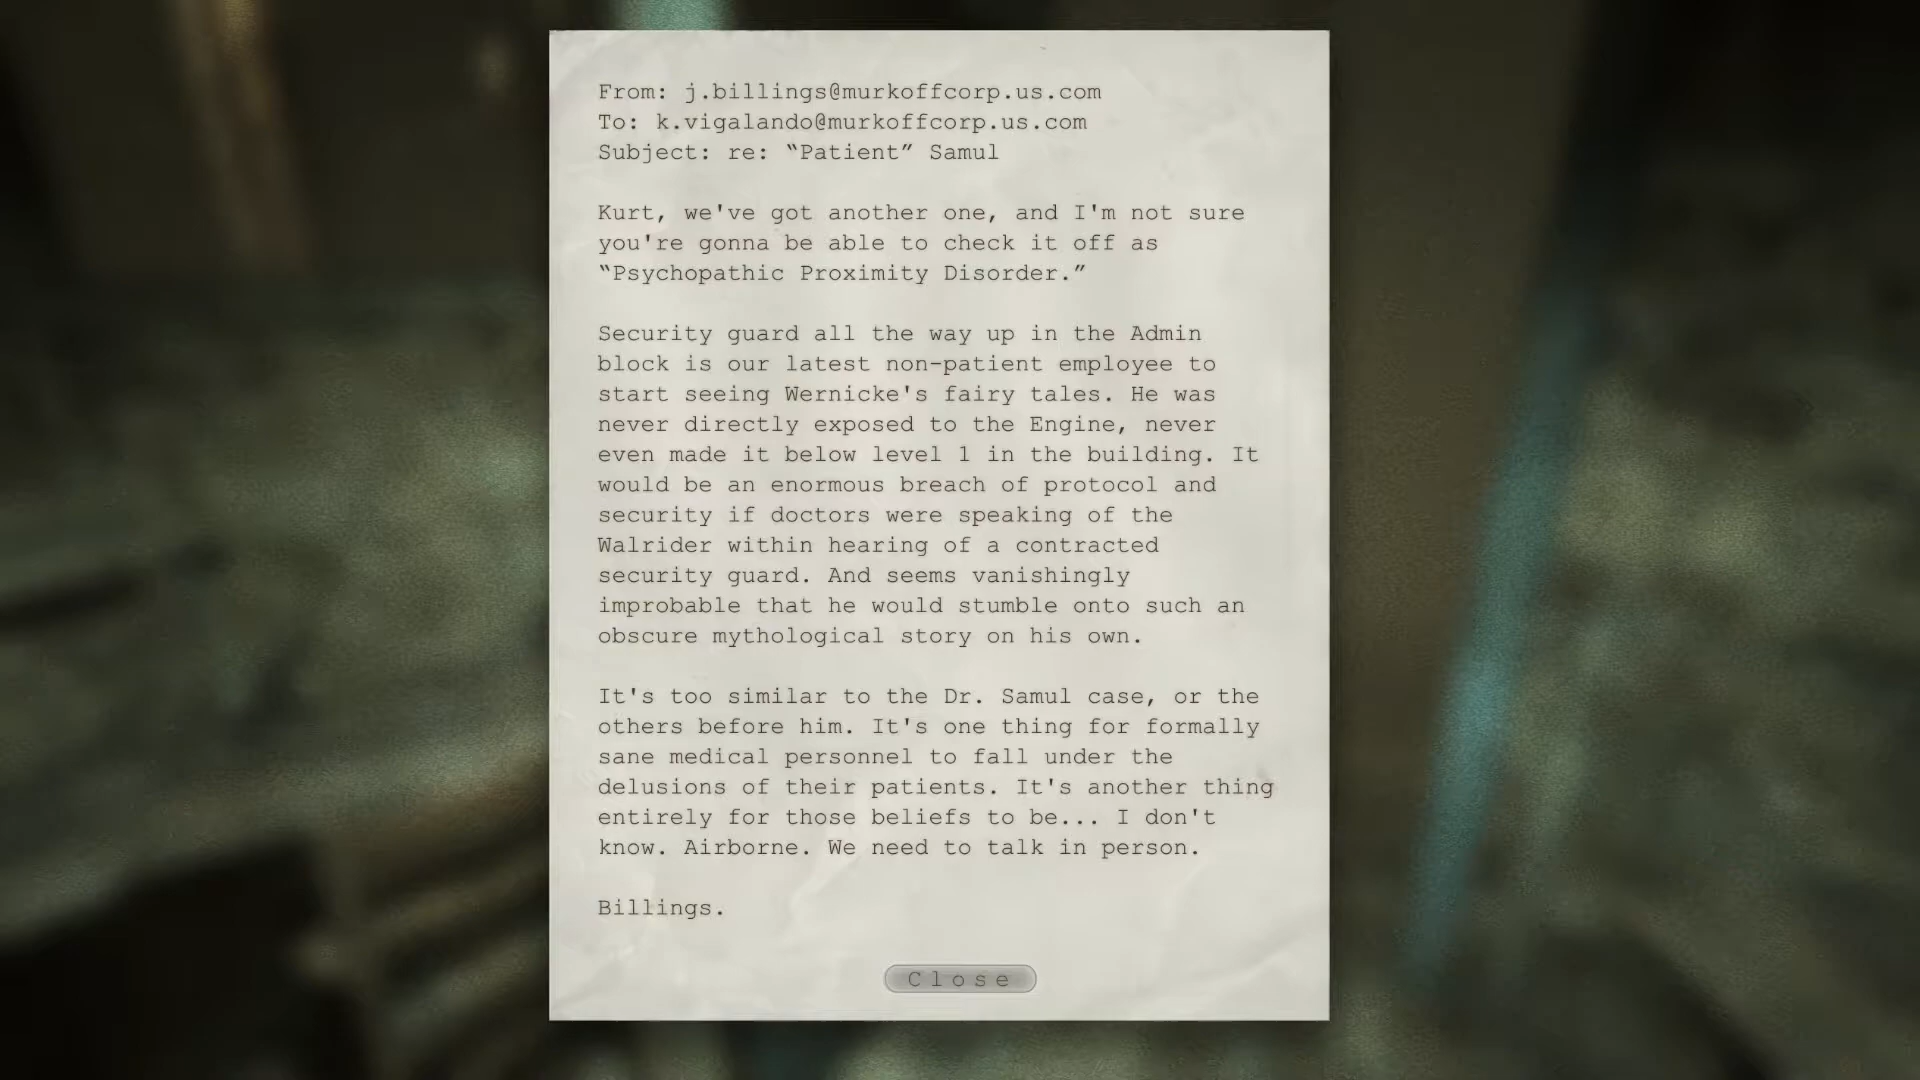 From: j.billings@murkoffcorp.us.com
To: k.vigalando@murkoffcorp.us.com
Subject: re: “Patient” Samul
Kurt, we've got another one, and I'm not sure
you're gonna be able to check it off as
“Psychopathic Proximity Disorder.”
Security guard all the way up in the Admin
block is our latest non-patient employee to
start seeing Wernicke's fairy tales. He was
never directly exposed to the Engine, never
even made it below level 1 in the building. It
would be an enormous breach of protocol and
security if doctors were speaking of the
Walrider within hearing of a contracted
security guard. And seems vanishingly
improbable that he would stumble onto such an
obscure mythological story on his own.
It's too similar to the Dr. Samul case, or the
others before him. It's one thing for formally
sane medical personnel to fall under the
delusions of their patients. It's another thing
entirely for those beliefs to be... I don't
know. Airborne. We need to talk in person.
Billings.
Close